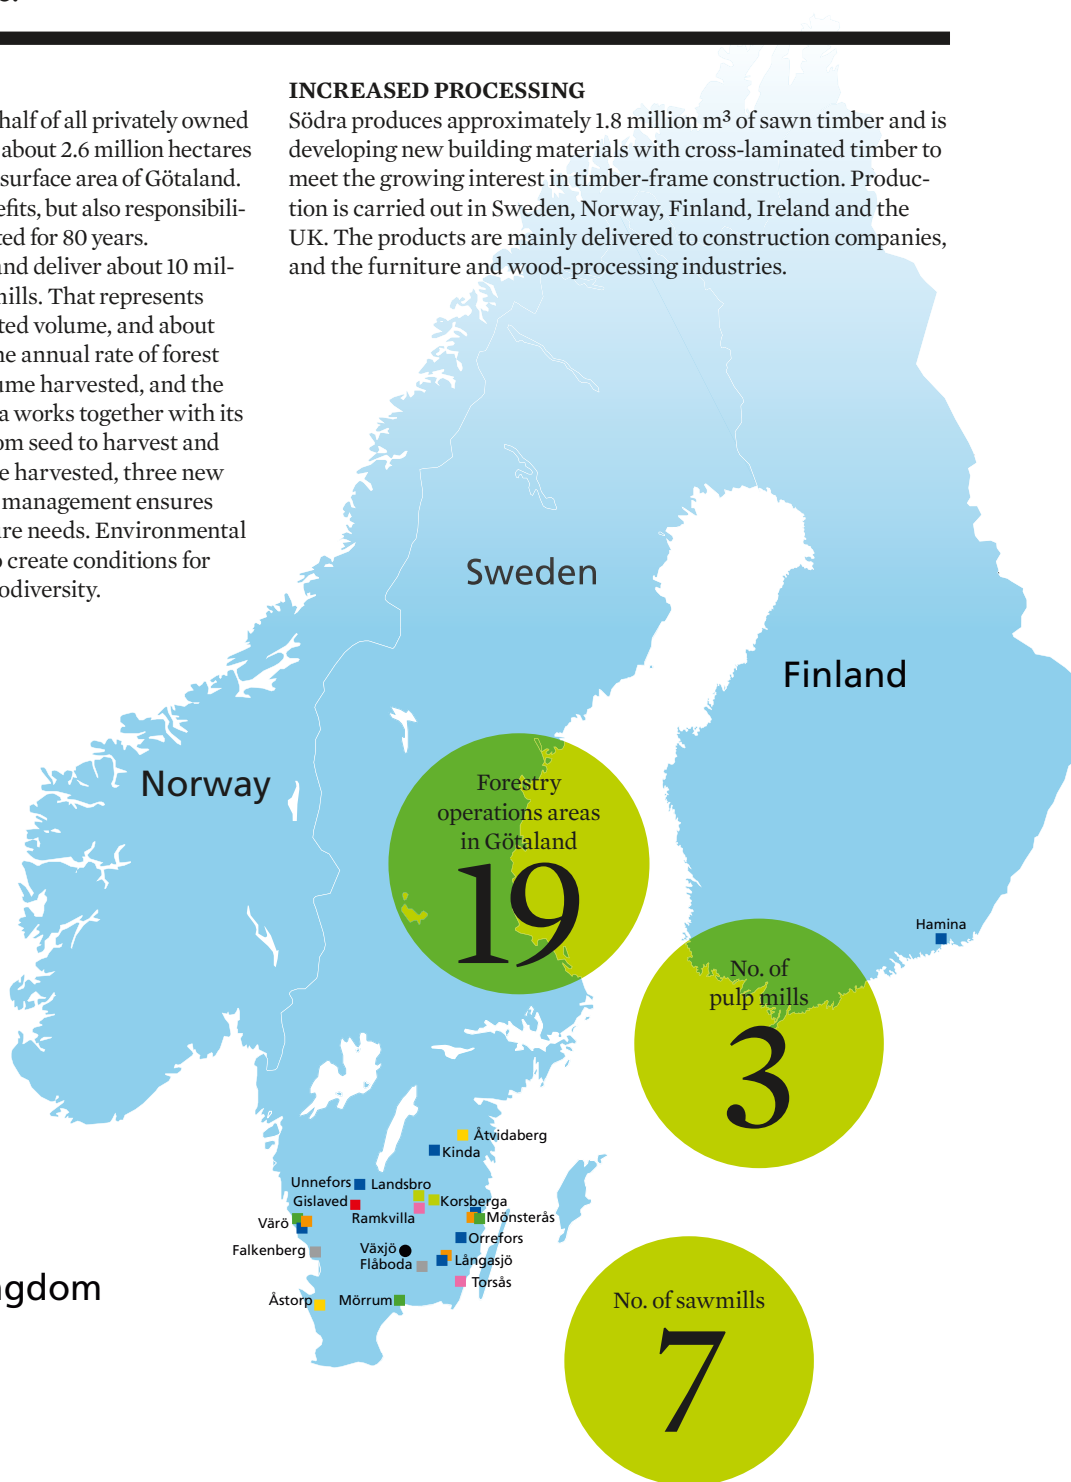 half of all privately owned
about 2.6 million hectares
surface area of Götaland.
efits, but also responsibili-
ted for 80 years.
and deliver about 10 mil-
mills. That represents
ted volume, and about
he annual rate of forest
ume harvested, and the
a works together with its
om seed to harvest and
e harvested, three new
management ensures
ure needs. Environmental
o create conditions for
odiversity.
INCREASED PROCESSING
Södra produces approximately 1.8 million m³ of sawn timber and is
developing new building materials with cross-laminated timber to
meet the growing interest in timber-frame construction. Produc-
tion is carried out in Sweden, Norway, Finland, Ireland and the
UK. The products are mainly delivered to construction companies,
and the furniture and wood-processing industries.
Sweden
Finland
Norway
Forestry
operations areas
in Götaland
19
Hamina
No. of
pulp mills
3
Åtvidaberg
Kinda
Unnefors
Landsbro
Gislaved
Korsberga
Ramkvilla
Mönsterås
Värö
Orrefors
Falkenberg
Växjö
Flåboda
Långasjö
Torsås
Åstorp
Mörrum
gdom
No. of sawmills
7